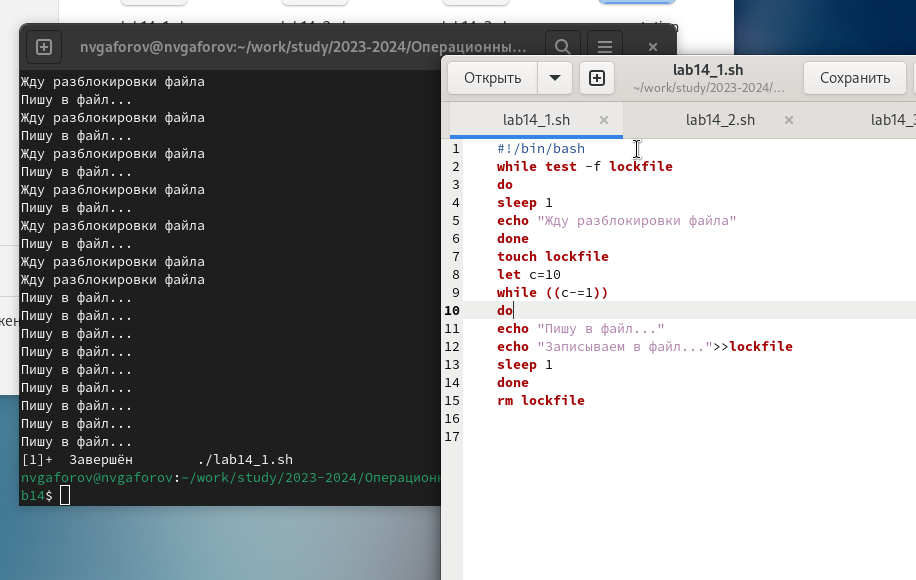 nvgaforov@nvgaforov:~/work/study/2023-2024/Операционны...
Жду разблокировки файла
Пишу в файл...
Жду разблокировки файла
Пишу в файл...
Жду разблокировки файла
Пишу в файл...
Жду разблокировки файла
Пишу в файл...
Жду разблокировки файла
Пишу в файл...
Жду разблокировки файла
Жду разблокировки файла
Пишу в файл...
Пишу в файл...
Пишу в файл...
Пишу в файл...
Пишу в файл...
Пишу в файл...
Пишу в файл...
Пишу в файл...
Пишу в файл...
[1]+  Завершён        ./lab14_1.sh
nvgaforov@nvgaforov:~/work/study/2023-2024/Операционн
b14$
Открыть
lab14_1.sh
~/work/study/2023-2024/...
Сохранить
lab14_1.sh
lab14_2.sh
lab14_3
1 #!/bin/bash
2 while test -f lockfile
3 do
4 sleep 1
5 echo "Жду разблокировки файла"
6 done
7 touch lockfile
8 let c=10
9 while ((c-=1))
10 do
11 echo "Пишу в файл..."
12 echo "Записываем в файл...">>lockfile
13 sleep 1
14 done
15 rm lockfile
16
17